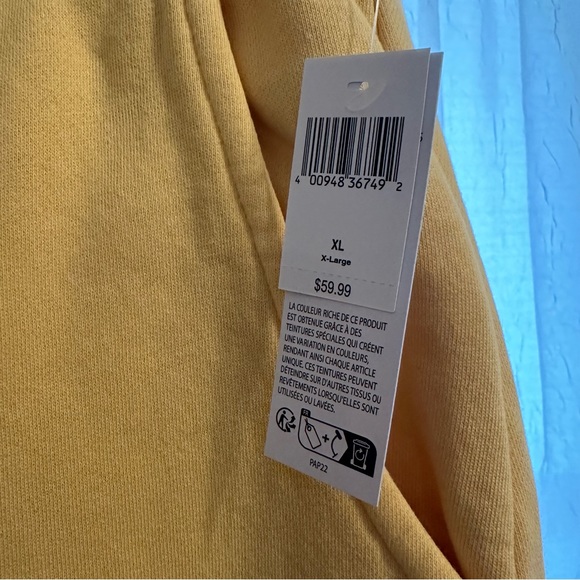 4 00948 36749 2
XL
X-Large
$59.99
LA COULEUR RICHE DE CE PRODUIT
EST OBTENUE GRÂCE À DES
TEINTURES SPÉCIALES QUI CRÉENT
UNE VARIATION EN COULEURS,
RENDANT AINSI CHAQUE ARTICLE
UNIQUE. CES TEINTURES PEUVENT
DÉTEINDRE SUR D'AUTRES TISSUS OU
REVÊTEMENTS LORSQU'ELLES SONT
UTILISÉES OU LAVÉES.
FR
PAP22